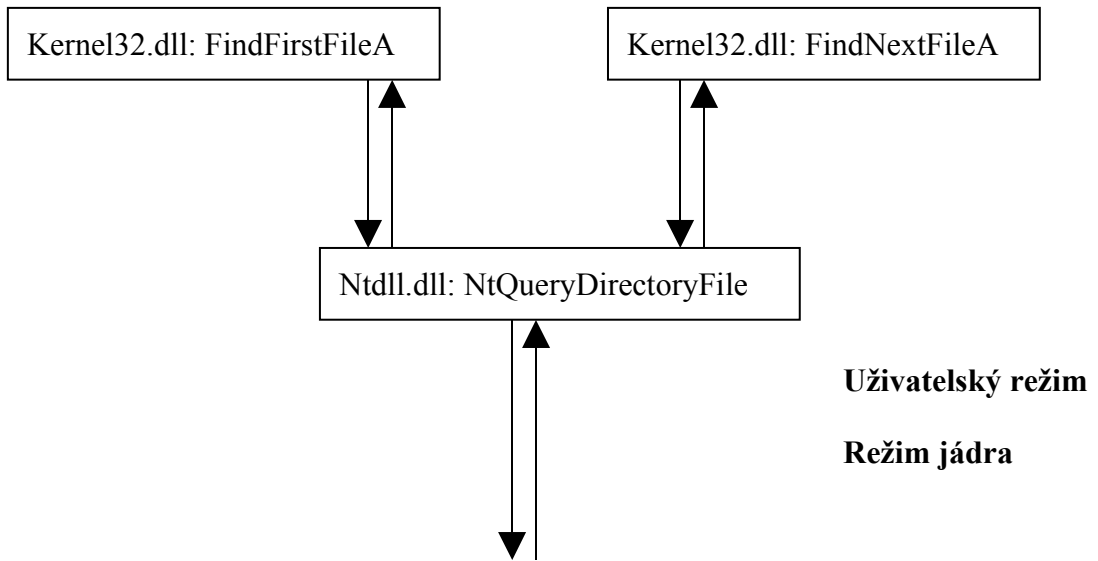 Kernel32.dll: FindFirstFileA
Kernel32.dll: FindNextFileA
Ntdll.dll: NtQueryDirectoryFile
Uživatelský režim
Režim jádra